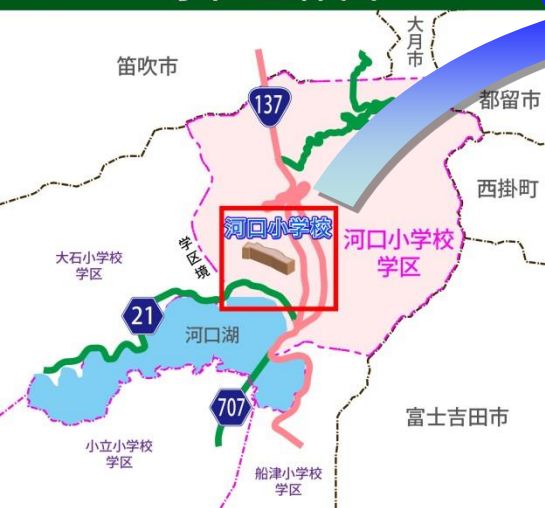 大月市
笛吹市
137
都留市
西掛町
河口小学校
河口小学校
学区
学区境
大石小学校
学区
21
河口湖
707
富士吉田市
小立小学校
学区
船津小学校
学区